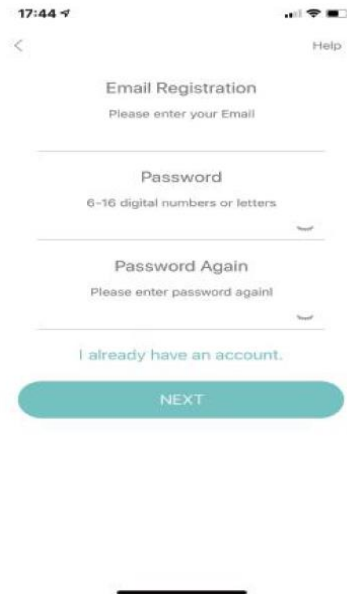 17:44
Help
Email Registration
Please enter your Email
Password
6-16 digital numbers or letters
Password Again
Please enter password againl
I already have an account.
NEXT